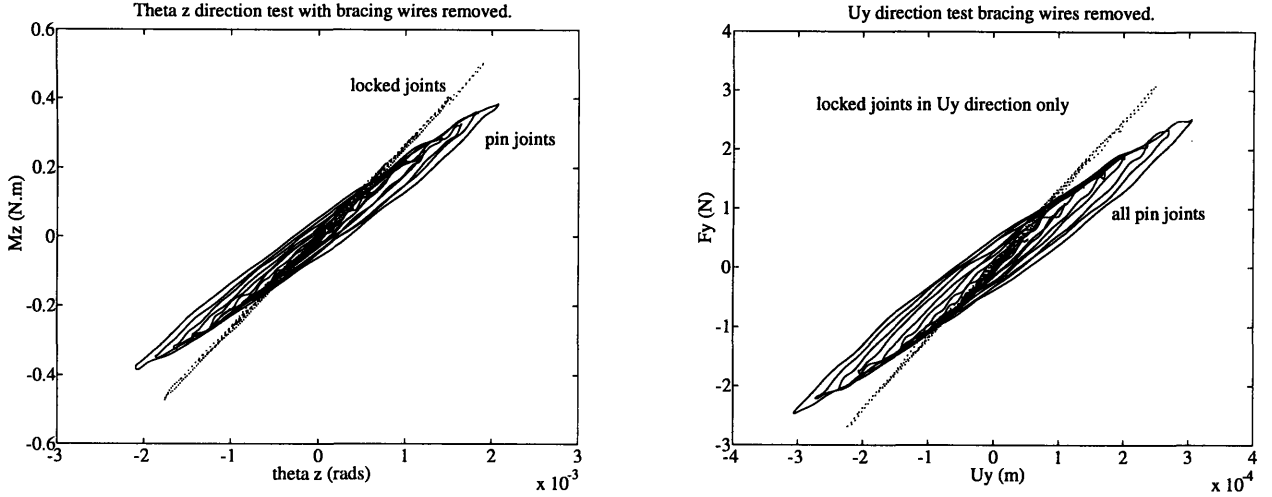 Theta z direction test with bracing wires removed.
0.6
0.4
0.2
0
-0.2
-0.4
-0.6
Mz (N.m)
locked joints
pin joints
-3
-2
-1
0
1
2
3
theta z (rads)
x 10-3
Uy direction test bracing wires removed.
4
3
2
1
0
-1
-2
-3
Fy (N)
locked joints in Uy direction only
all pin joints
-4
-3
-2
-1
0
1
2
3
4
Uy (m)
x 10-4